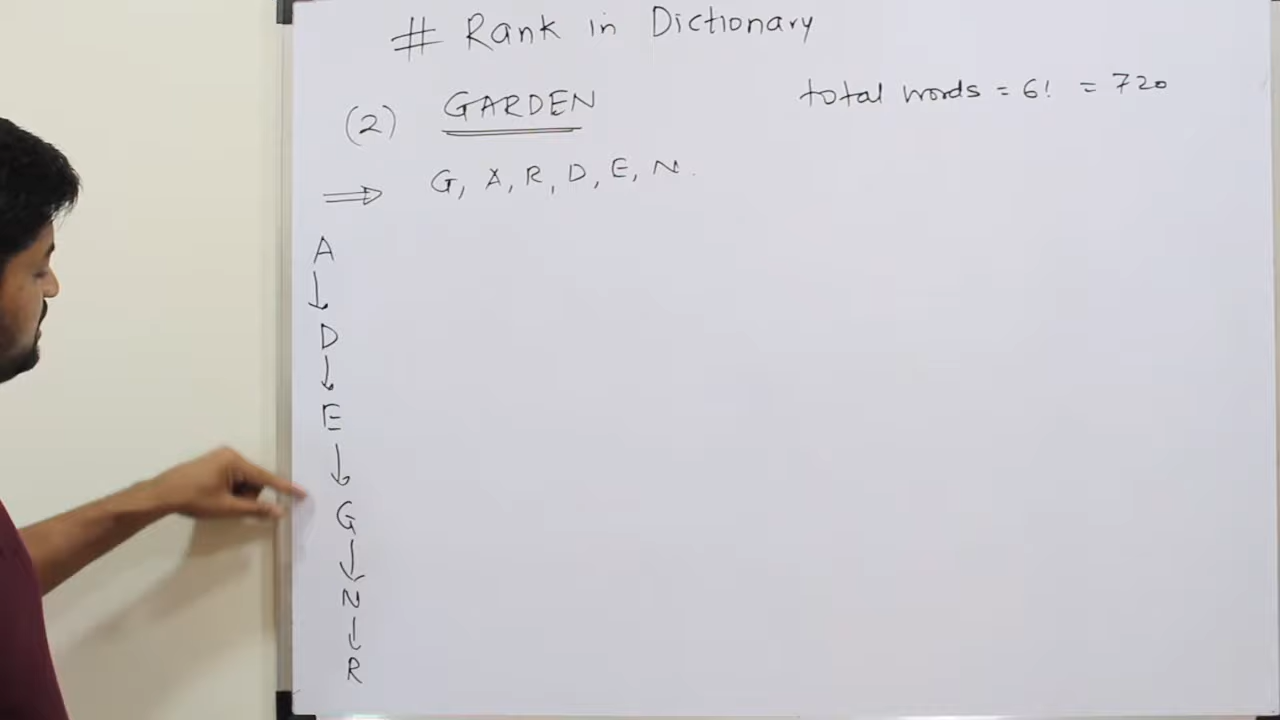 # Rank in Dictionary
(2) GARDEN
total words = 6! = 720
⇒ G, A, R, D, E, N.
A
↓
D
↓
E
↓
G
↓
N
↓
R